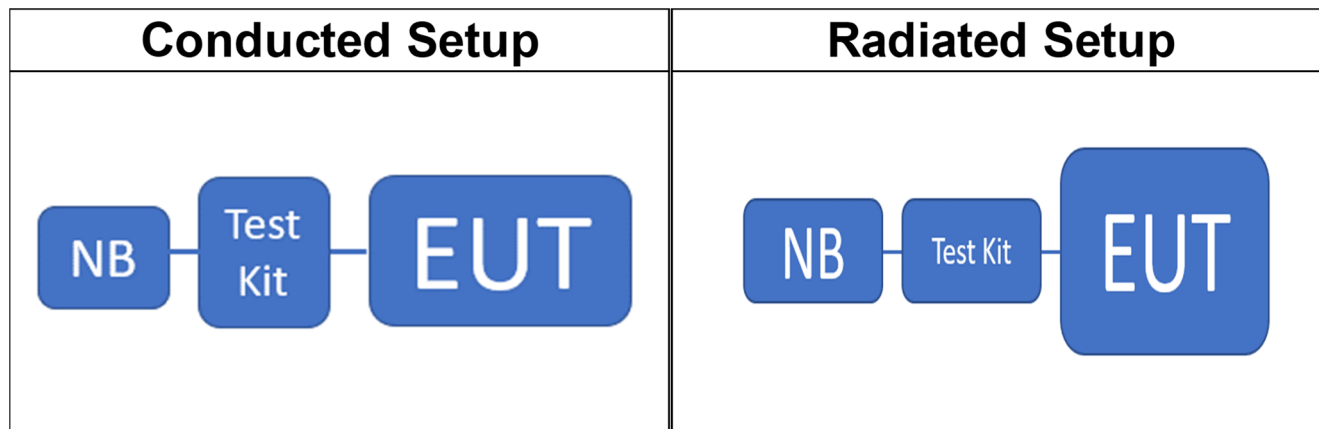 Conducted Setup
Radiated Setup
NB
Test
Kit
EUT
NB
Test Kit
EUT